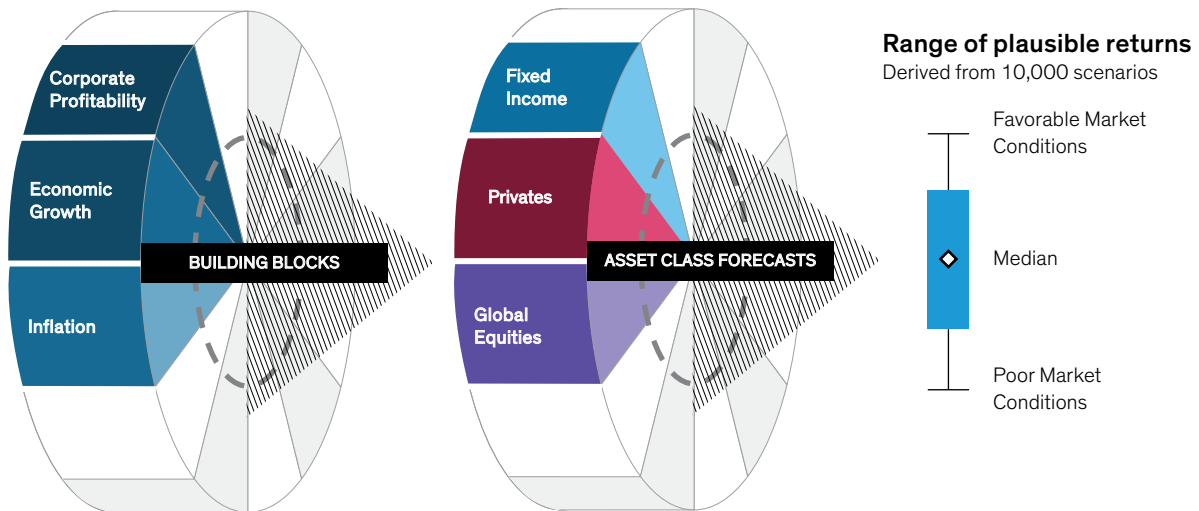 Corporate
Profitability
Economic
Growth
Inflation
BUILDING BLOCKS
Fixed
Income
Privates
Global
Equities
ASSET CLASS FORECASTS
Range of plausible returns
Derived from 10,000 scenarios
Favorable Market
Conditions
Median
Poor Market
Conditions